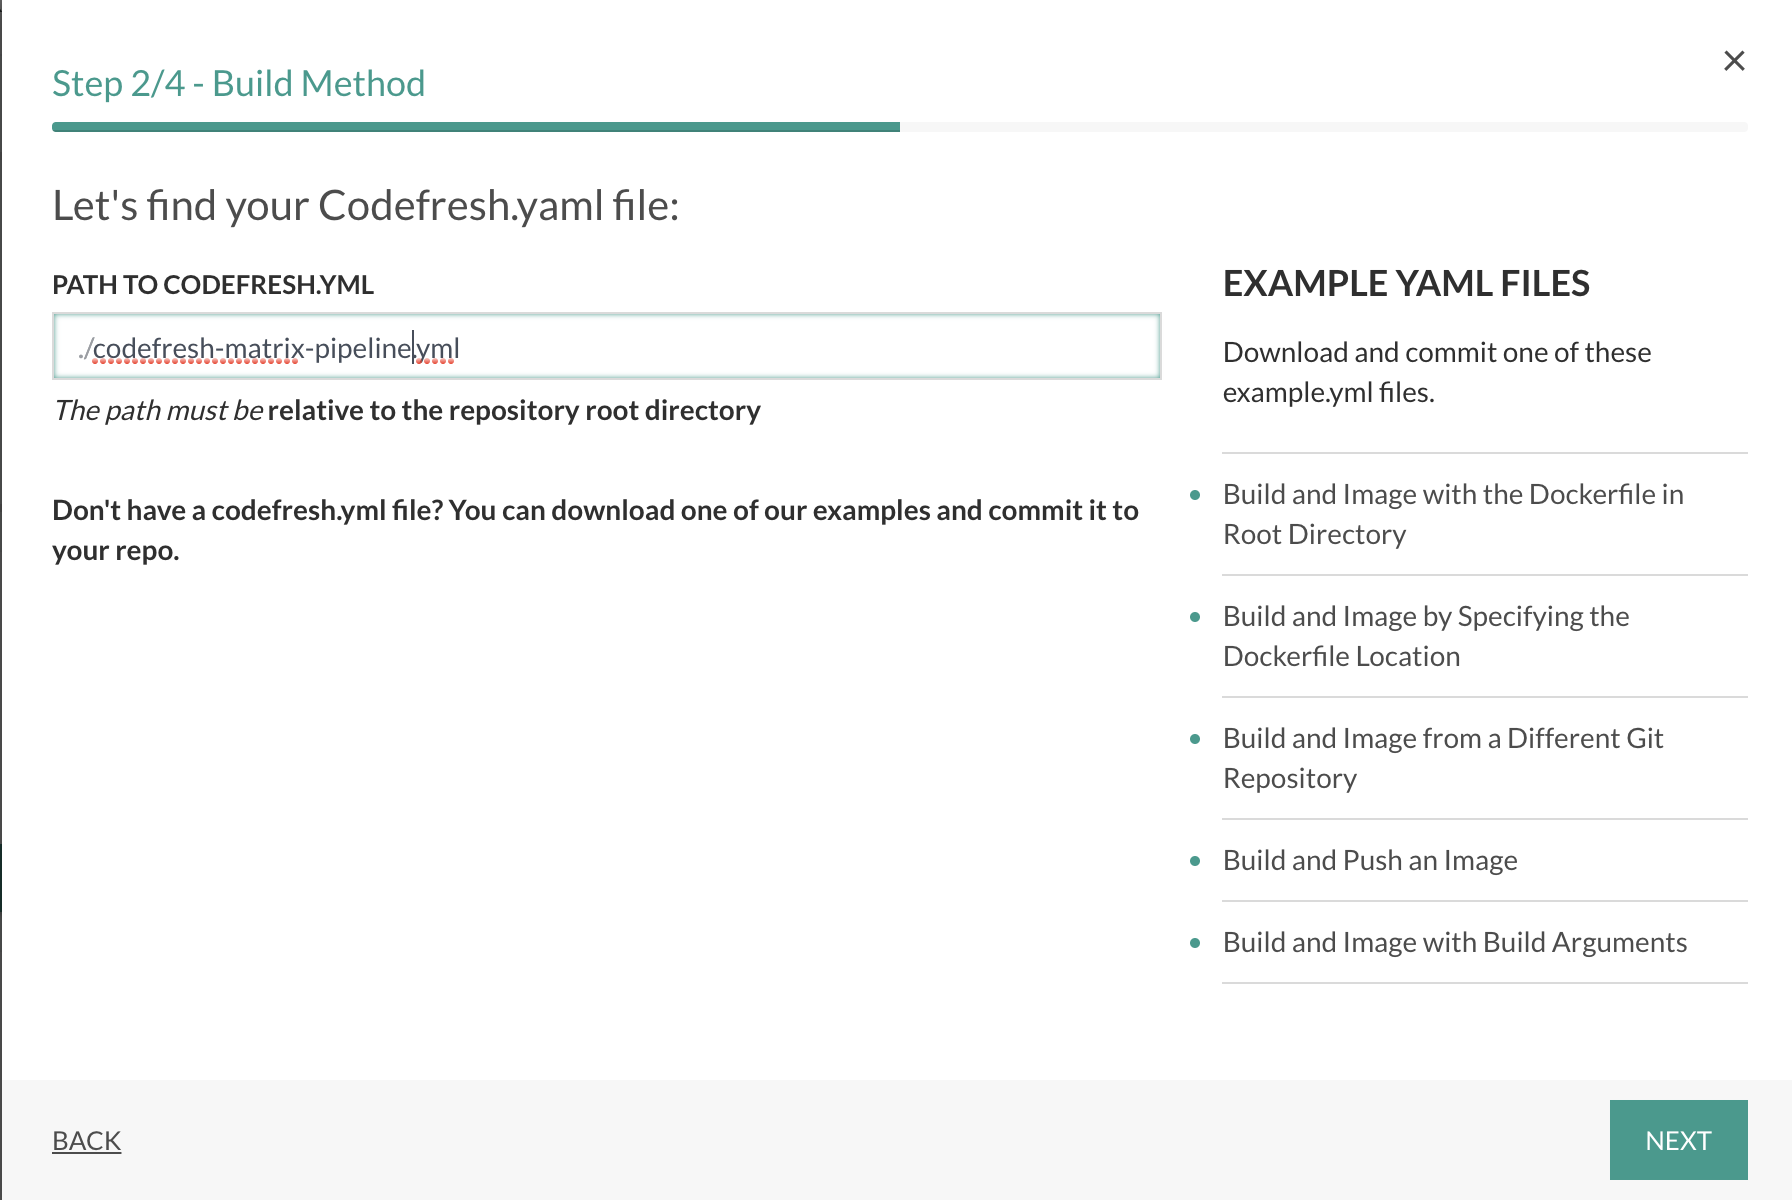 Step 2/4 - Build Method
Let's find your Codefresh.yaml file:
PATH TO CODEFRESH.YML
./codefresh-matrix-pipeline.yml
The path must be relative to the repository root directory
Don't have a codefresh.yml file? You can download one of our examples and commit it to
your repo.
EXAMPLE YAML FILES
Download and commit one of these
example.yml files.
Build and Image with the Dockerfile in
Root Directory
Build and Image by Specifying the
Dockerfile Location
Build and Image from a Different Git
Repository
Build and Push an Image
Build and Image with Build Arguments
BACK
NEXT